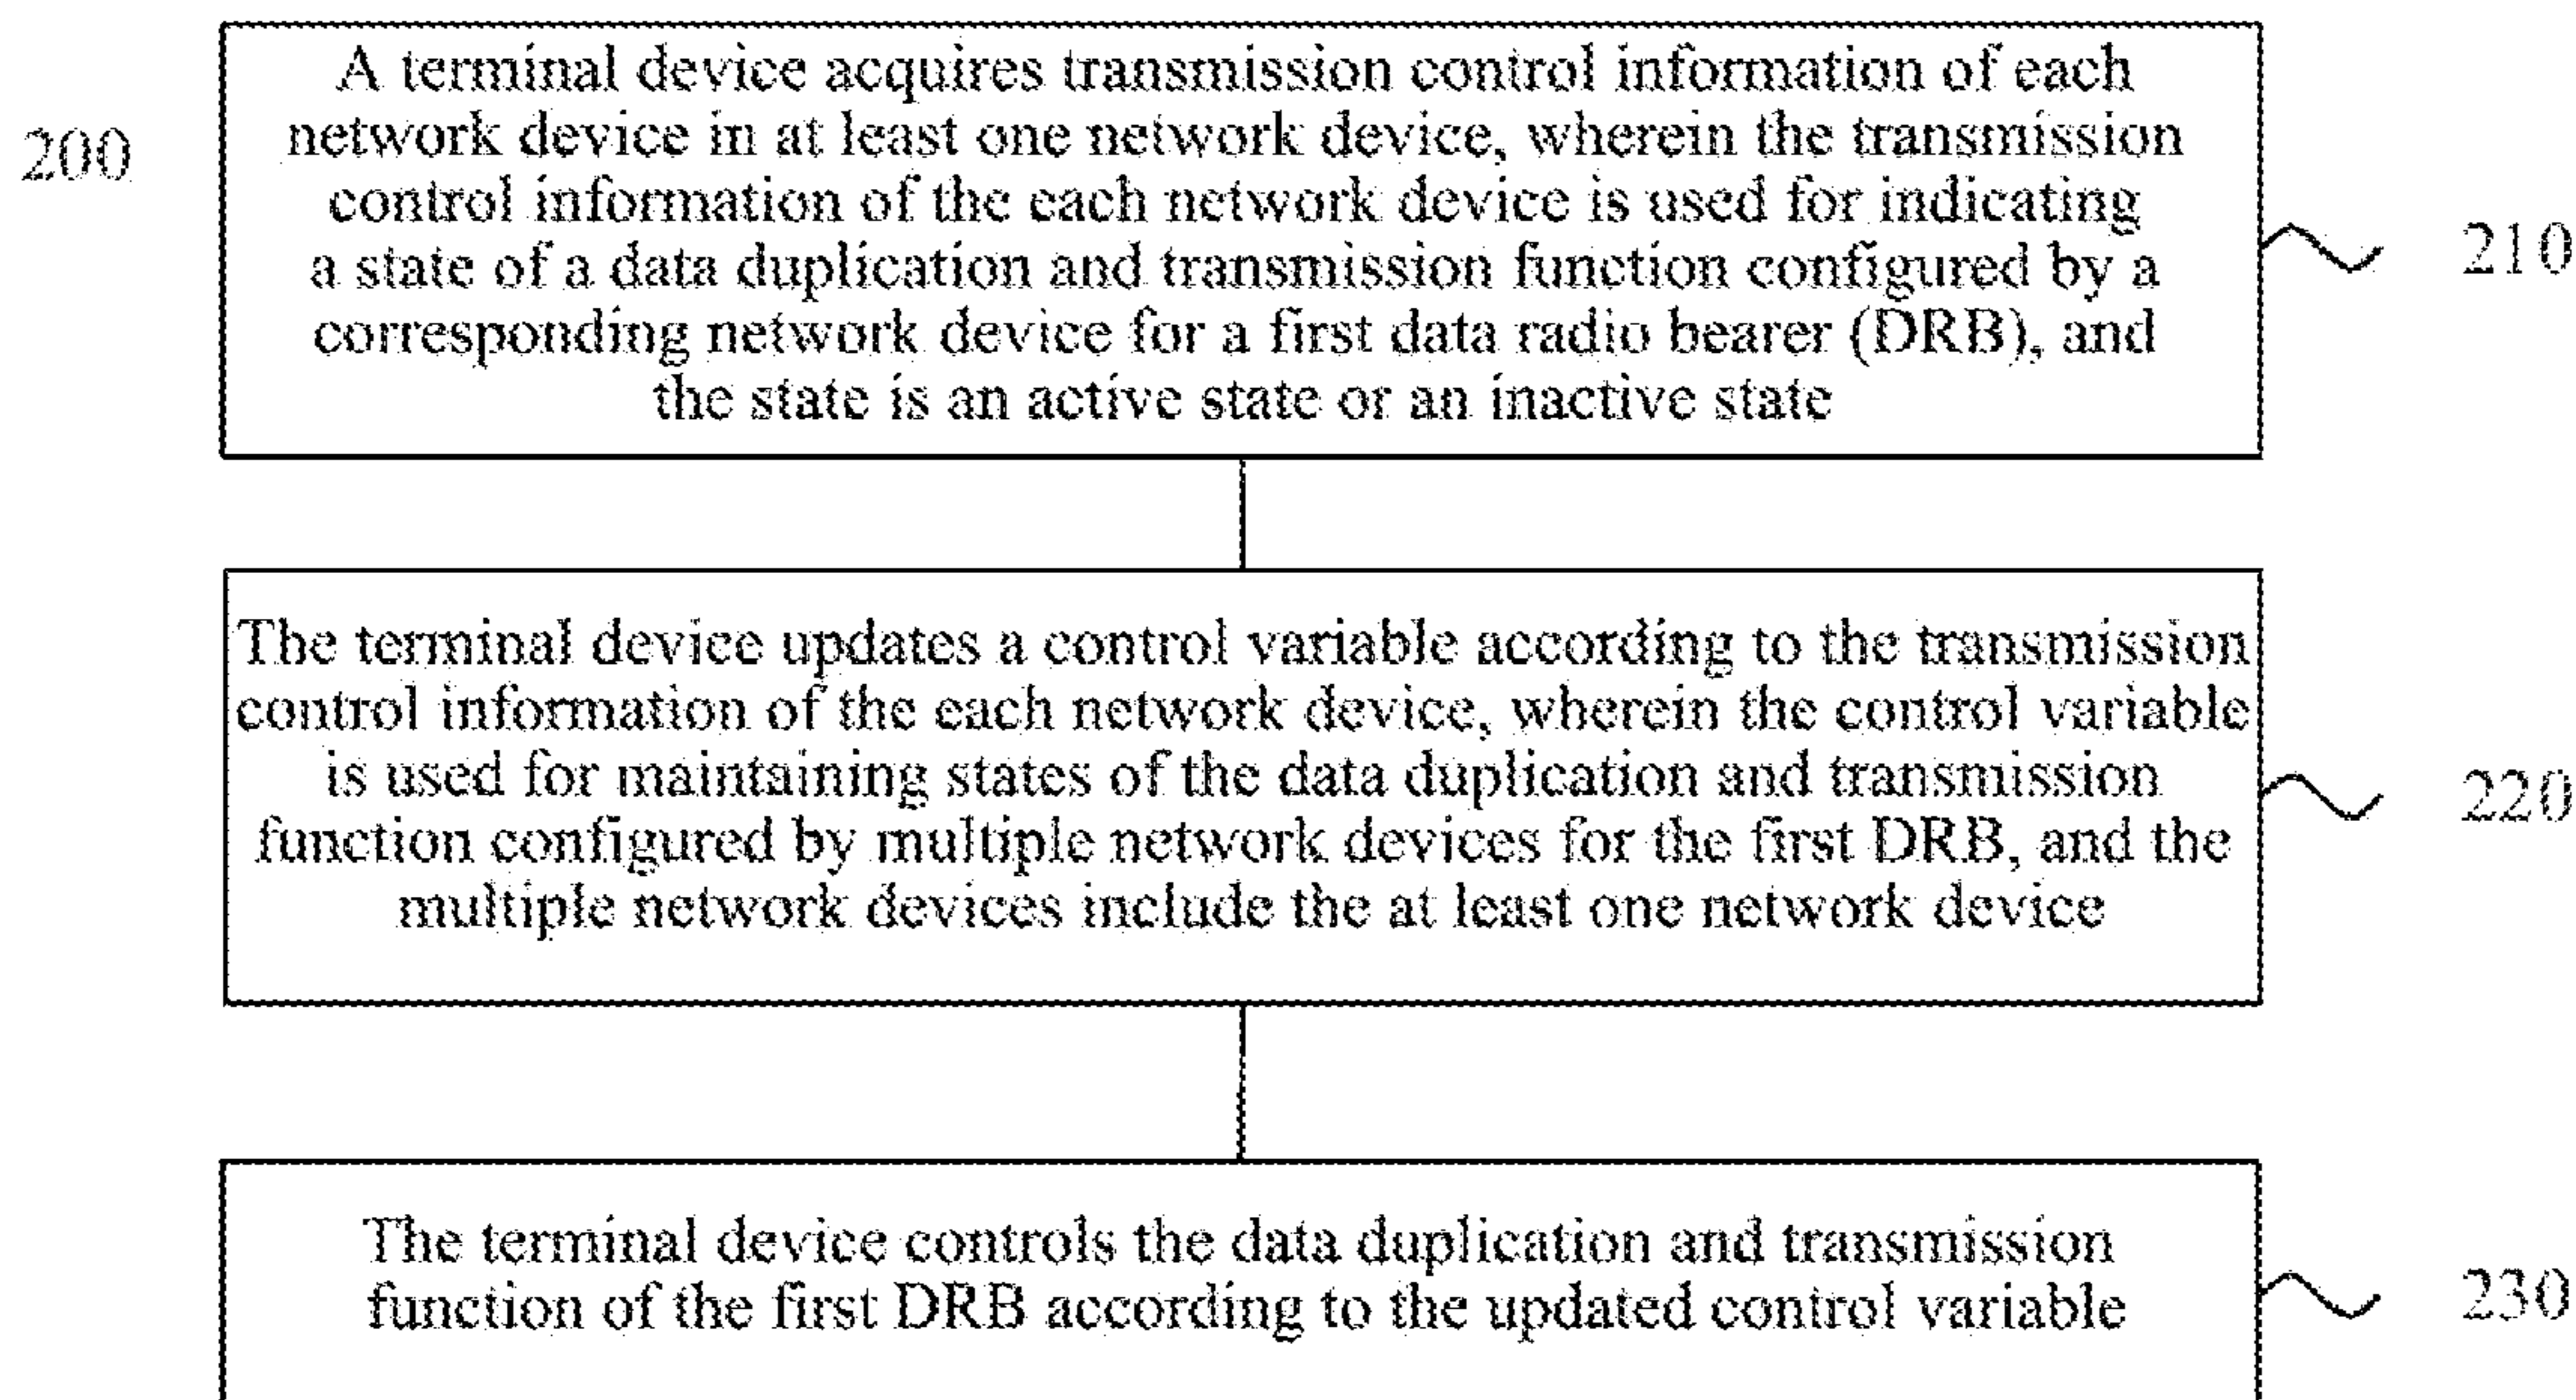 200
A terminal device acquires transmission control information of each
network device in at least one network device, wherein the transmission
control information of the each network device is used for indicating
a state of a data duplication and transmission function configured by a
corresponding network device for a first data radio bearer (DRB), and
the state is an active state or an inactive state
210
The terminal device updates a control variable according to the transmission
control information of the each network device, wherein the control variable
is used for maintaining states of the data duplication and transmission
function configured by multiple network devices for the first DRB, and the
multiple network devices include the at least one network device
220
The terminal device controls the data duplication and transmission
function of the first DRB according to the updated control variable
230